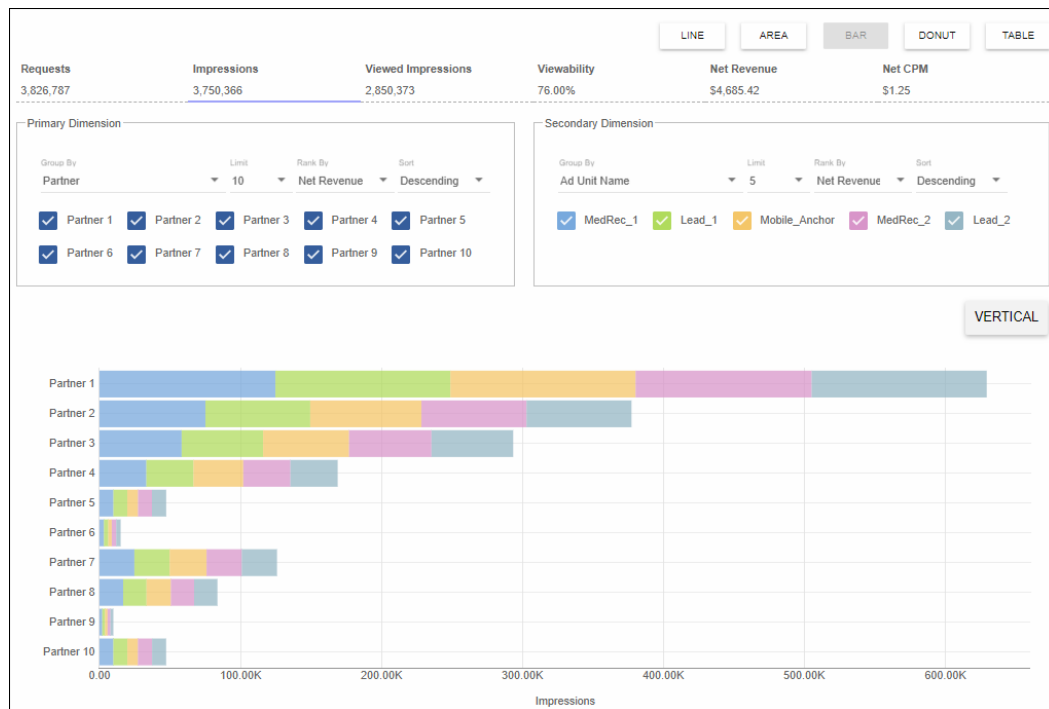 LINE AREA BAR DONUT TABLE
Requests Impressions Viewed Impressions Viewability Net Revenue Net CPM
3,826,787 3,750,366 2,850,373 76.00% $4,685.42 $1.25
Primary Dimension Secondary Dimension
Group By Limit Rank By Sort Group By Limit Rank By Sort
Partner 10 Net Revenue Descending Ad Unit Name 5 Net Revenue Descending
Partner 1 Partner 2 Partner 3 Partner 4 Partner 5 MedRec_1 Lead_1 Mobile_Anchor MedRec_2 Lead_2
Partner 6 Partner 7 Partner 8 Partner 9 Partner 10
VERTICAL
Partner 1
Partner 2
Partner 3
Partner 4
Partner 5
Partner 6
Partner 7
Partner 8
Partner 9
Partner 10
0.00 100.00K 200.00K 300.00K 400.00K 500.00K 600.00K
Impressions